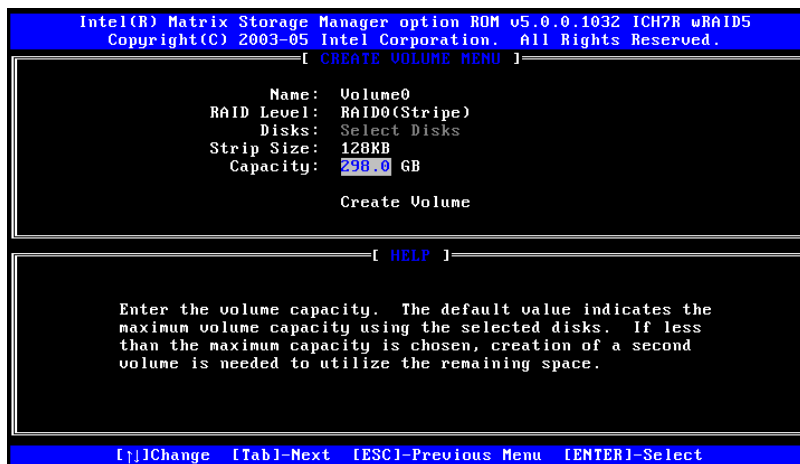 Intel(R) Matrix Storage Manager option ROM v5.0.0.1032 ICH7R wRAID5
Copyright(C) 2003-05 Intel Corporation. All Rights Reserved.
[ CREATE VOLUME MENU ]
Name: Volume0
RAID Level: RAID0(Stripe)
Disks: Select Disks
Strip Size: 128KB
Capacity: 298.0 GB
Create Volume
[ HELP ]
Enter the volume capacity. The default value indicates the
maximum volume capacity using the selected disks. If less
than the maximum capacity is chosen, creation of a second
volume is needed to utilize the remaining space.
[↑↓]Change [Tab]-Next [ESC]-Previous Menu [ENTER]-Select